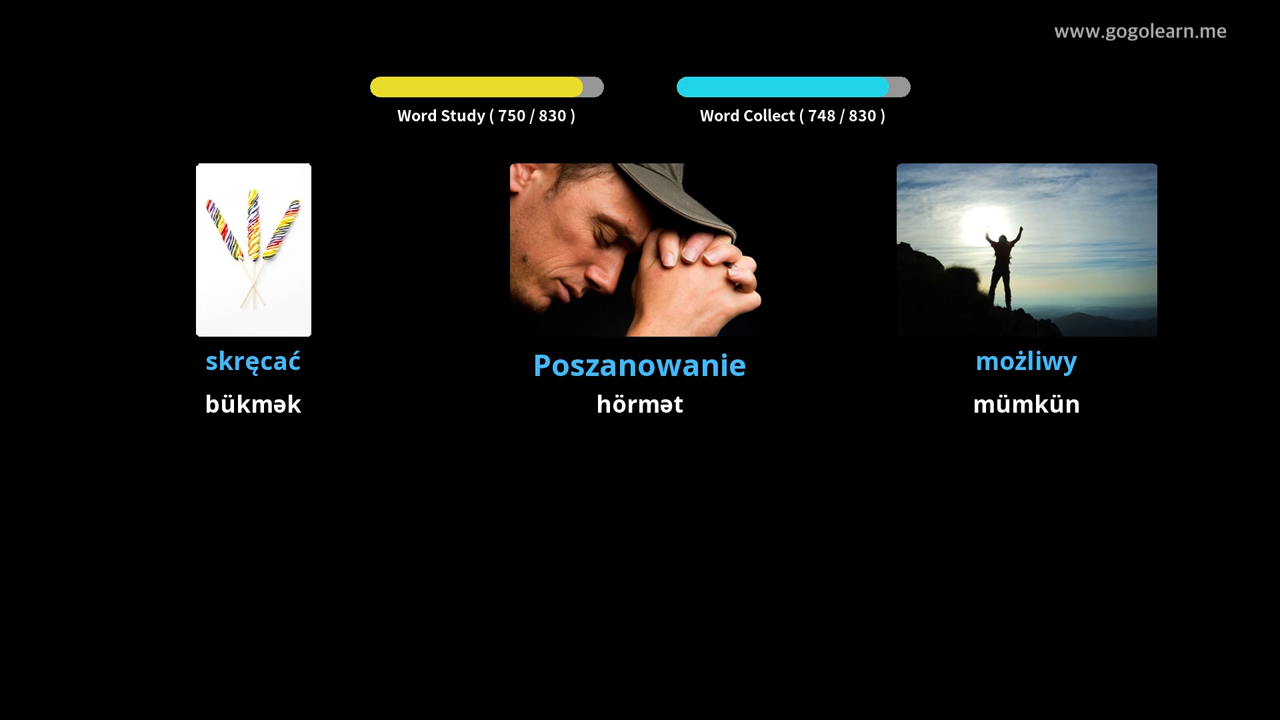 www.gogolearn.me
Word Study ( 750 / 830 )
Word Collect ( 748 / 830 )
skręcać
bükmək
Poszanowanie
hörmət
możliwy
mümkün